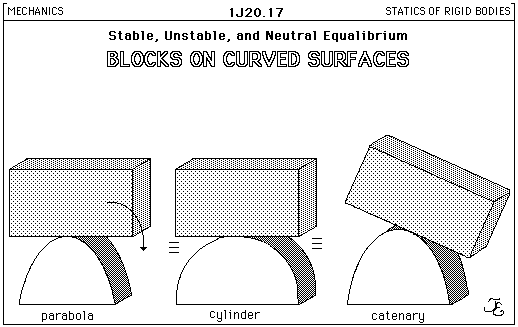 MECHANICS
1J20.17
STATICS OF RIGID BODIES
Stable, Unstable, and Neutral Equalibrium
BLOCKS ON CURVED SURFACES
parabola
cylinder
catenary